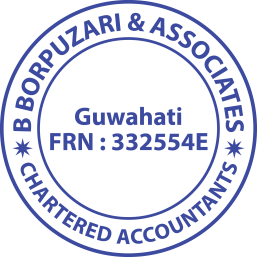 B BORPUZARI & ASSOCIATES
Guwahati
FRN : 332554E
CHARTERED ACCOUNTANTS